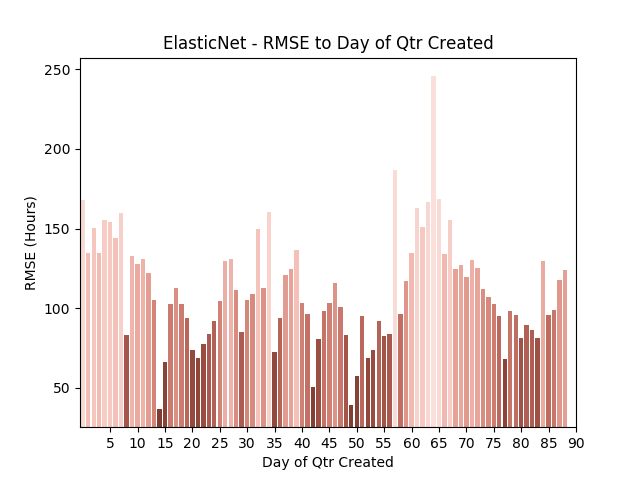 ElasticNet - RMSE to Day of Qtr Created
250
200
150
100
50
RMSE (Hours)
5 10 15 20 25 30 35 40 45 50 55 60 65 70 75 80 85 90
Day of Qtr Created